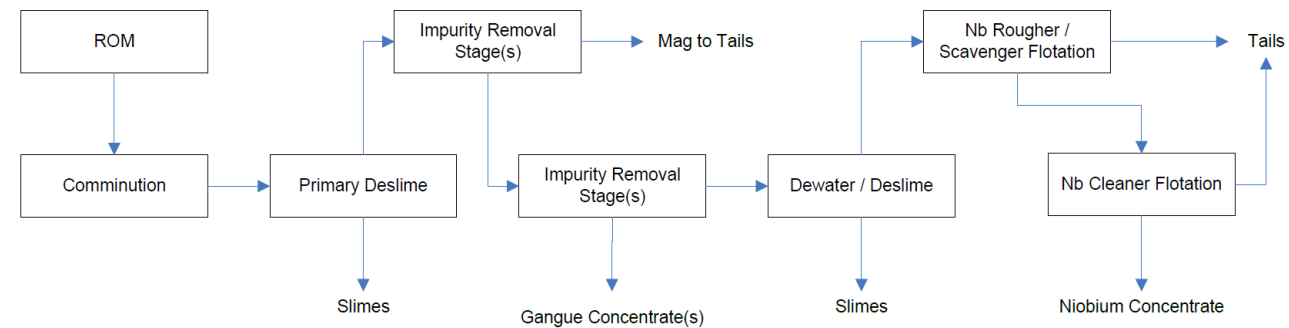 ROM
Impurity Removal
Stage(s)
Mag to Tails
Nb Rougher /
Scavenger Flotation
Tails
Comminution
Primary Deslime
Impurity Removal
Stage(s)
Dewater / Deslime
Nb Cleaner Flotation
Slimes
Gangue Concentrate(s)
Slimes
Niobium Concentrate